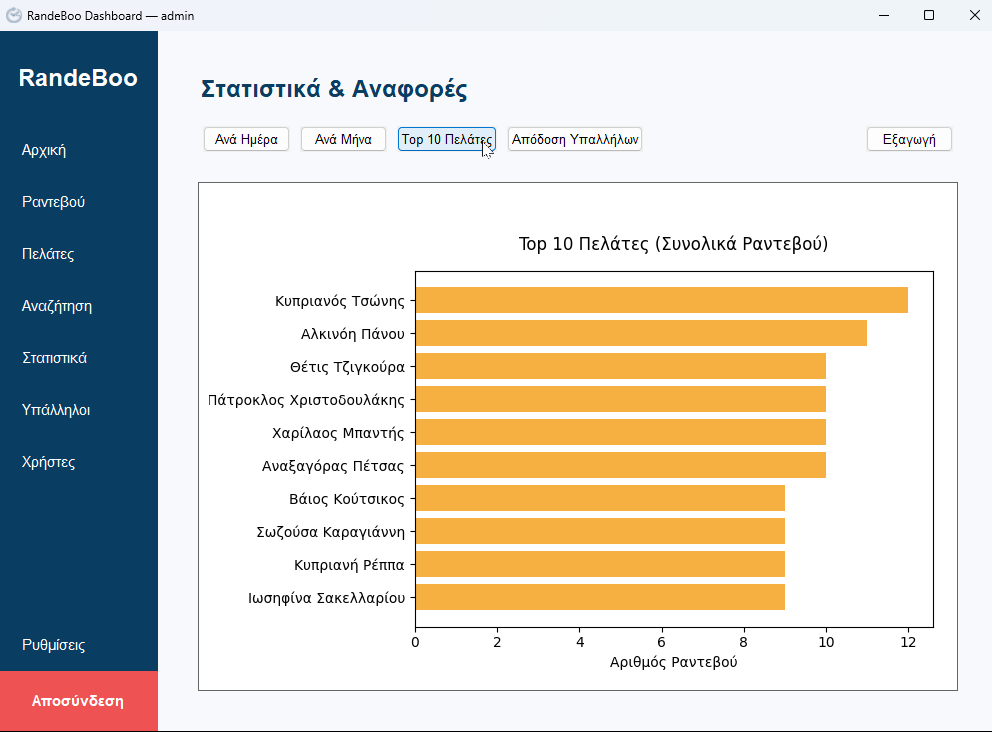 RandeBoo Dashboard — admin
RandeBoo
Αρχική
Ραντεβού
Πελάτες
Αναζήτηση
Στατιστικά
Υπάλληλοι
Χρήστες
Ρυθμίσεις
Αποσύνδεση
Στατιστικά & Αναφορές
Ανά Ημέρα
Ανά Μήνα
Top 10 Πελάτες
Απόδοση Υπαλλήλων
Εξαγωγή
Top 10 Πελάτες (Συνολικά Ραντεβού)
Κυπριανός Τσώνης
Αλκινόη Πάνου
Θέτις Τζιγκούρα
Πάτροκλος Χριστοδουλάκης
Χαρίλαος Μπαντής
Αναξαγόρας Πέτσας
Βάιος Κούτσικος
Σωζούσα Καραγιάννη
Κυπριανή Ρέππα
Ιωσηφίνα Σακελλαρίου
0 2 4 6 8 10 12
Αριθμός Ραντεβού